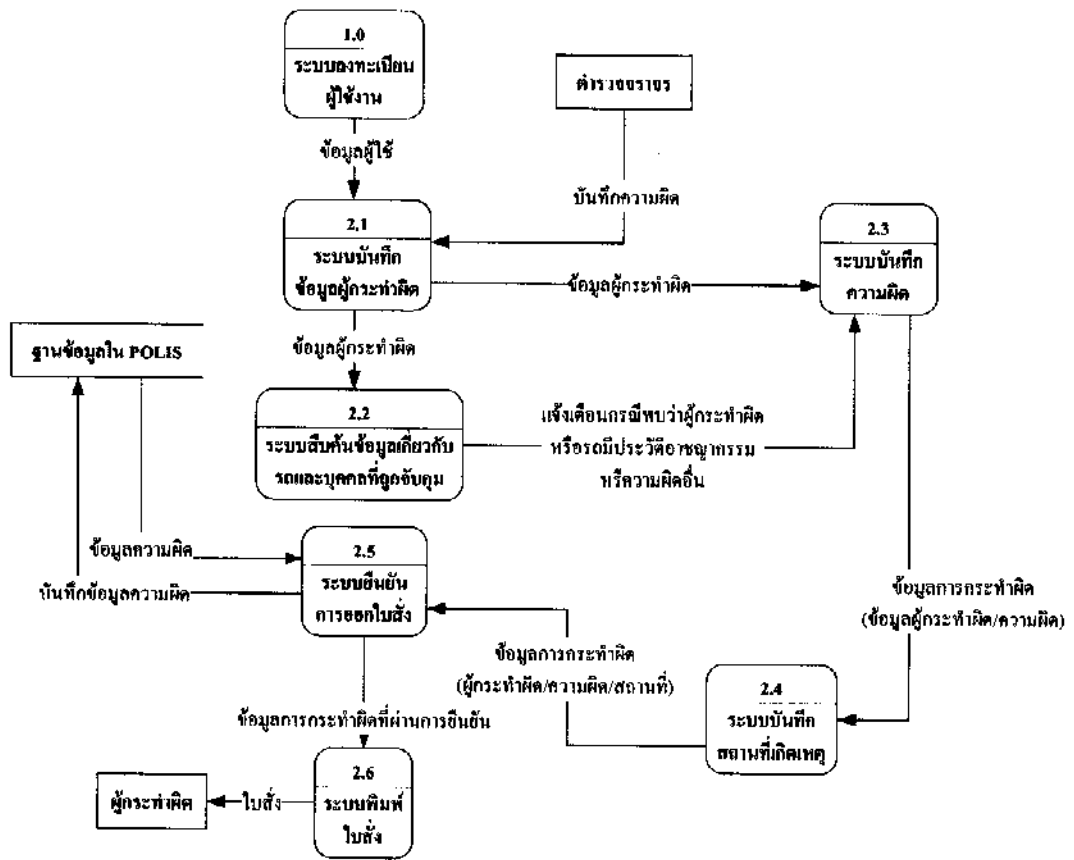 1.0
ระบบลงทะเบียน
ผู้ใช้งาน
ตำรวจจราจร
ข้อมูลผู้ใช้
บันทึกความผิด
2.1
ระบบบันทึก
ข้อมูลผู้กระทำผิด
ข้อมูลผู้กระทำผิด
2.3
ระบบบันทึก
ความผิด
ฐานข้อมูลใน POLIS
ข้อมูลผู้กระทำผิด
2.2
ระบบสืบค้นข้อมูลเกี่ยวกับ
รถและบุคคลที่ถูกจับกุม
แจ้งเตือนกรณีพบว่าผู้กระทำผิด
หรือรถมีประวัติอาชญากรรม
หรืความผิดอื่น
ข้อมูลความผิด
บันทึกข้อมูลความผิด
2.5
ระบบยืนยัน
การออกใบสั่ง
ข้อมูลการกระทำผิด
(ข้อมูลผู้กระทำผิด/ความผิด)
ข้อมูลการกระทำผิด
(ผู้กระทำผิด/ความผิด/สถานที่)
2.4
ระบบบันทึก
สถานที่เกิดเหตุ
ข้อมูลการกระทำผิดที่ผ่านการยืนยัน
2.6
ระบบพิมพ์
ใบสั่ง
ใบสั่ง
ผู้กระทำผิด